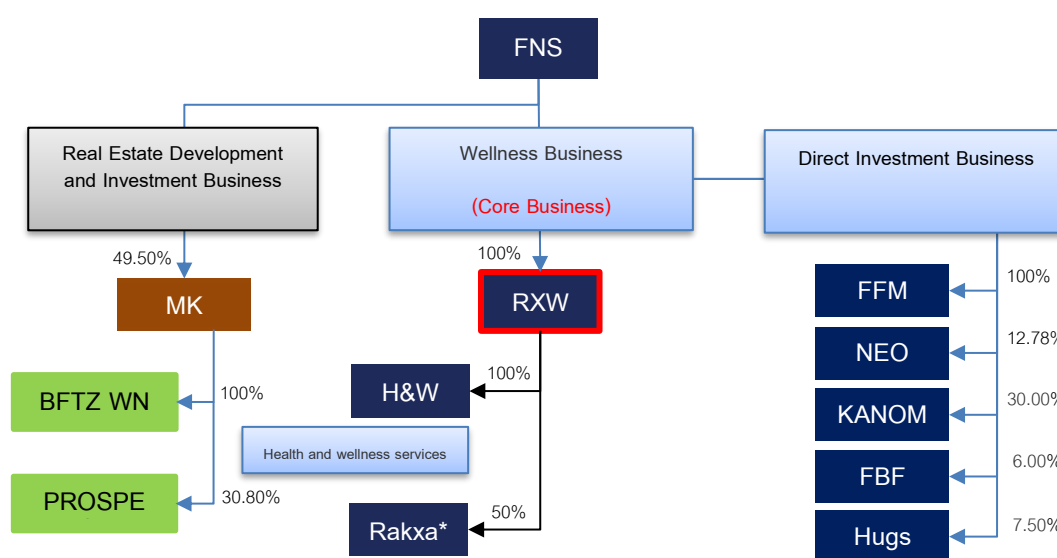 FNS
Real Estate Development
and Investment Business
Wellness Business
(Core Business)
Direct Investment Business
49.50%
MK
100%
BFTZ WN
30.80%
PROSPE
100%
RXW
100%
H&W
Health and wellness services
50%
Rakxa*
100%
FFM
12.78%
NEO
30.00%
KANOM
6.00%
FBF
7.50%
Hugs